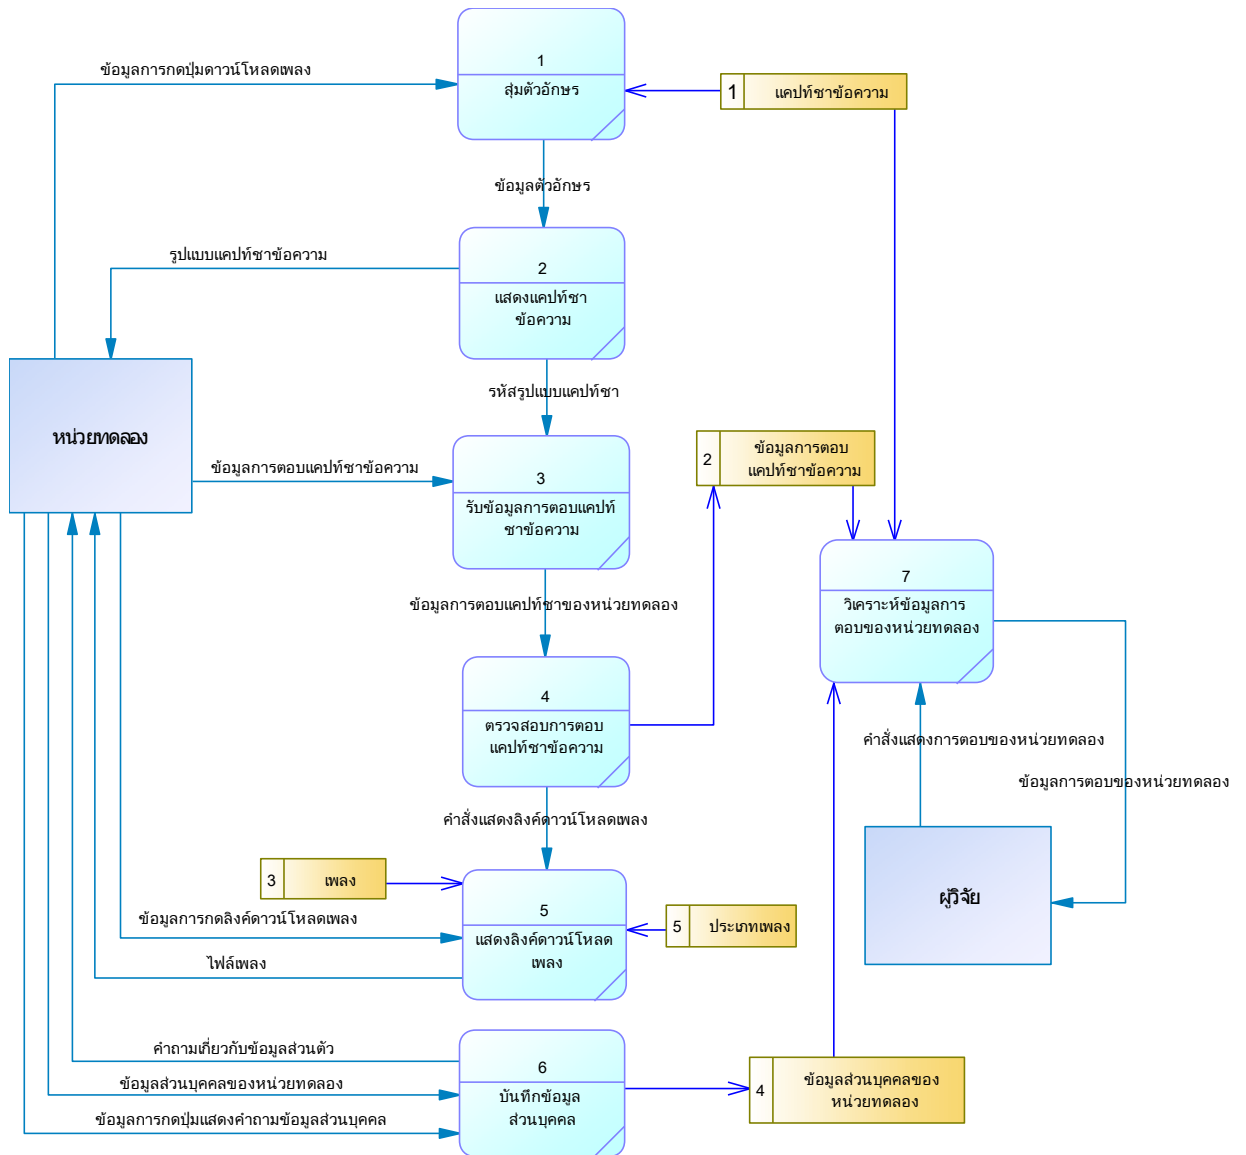 1
สุ่มตัวอักษร
ข้อมูลการกดปุ่มดาวน์โหลดเพลง
1
แคปท์ชาข้อความ
ข้อมูลตัวอักษร
รูปแบบแคปท์ชาข้อความ
2
แสดงแคปท์ชา
ข้อความ
รหัสรูปแบบแคปท์ชา
หน่วยทดลอง
ข้อมูลการตอบแคปท์ชาข้อความ
3
รับข้อมูลการตอบแคปท์
ชาข้อความ
2
ข้อมูลการตอบ
แคปท์ชาข้อความ
ข้อมูลการตอบแคปท์ชาของหน่วยทดลอง
7
วิเคราะห์ข้อมูลการ
ตอบของหน่วยทดลอง
4
ตรวจสอบการตอบ
แคปท์ชาข้อความ
คำสั่งแสดงการตอบของหน่วยทดลอง
ข้อมูลการตอบของหน่วยทดลอง
คำสั่งแสดงลิงค์ดาวน์โหลดเพลง
3
เพลง
ผู้วิจัย
ข้อมูลการกดลิงค์ดาวน์โหลดเพลง
5
แสดงลิงค์ดาวน์โหลด
เพลง
5
ประเภทเพลง
ไฟล์เพลง
คำถามเกี่ยวกับข้อมูลส่วนตัว
ข้อมูลส่วนบุคคลของหน่วยทดลอง
ข้อมูลการกดปุ่มแสดงคำถามข้อมูลส่วนบุคคล
6
บันทึกข้อมูล
ส่วนบุคคล
4
ข้อมูลส่วนบุคคลของ
หน่วยทดลอง